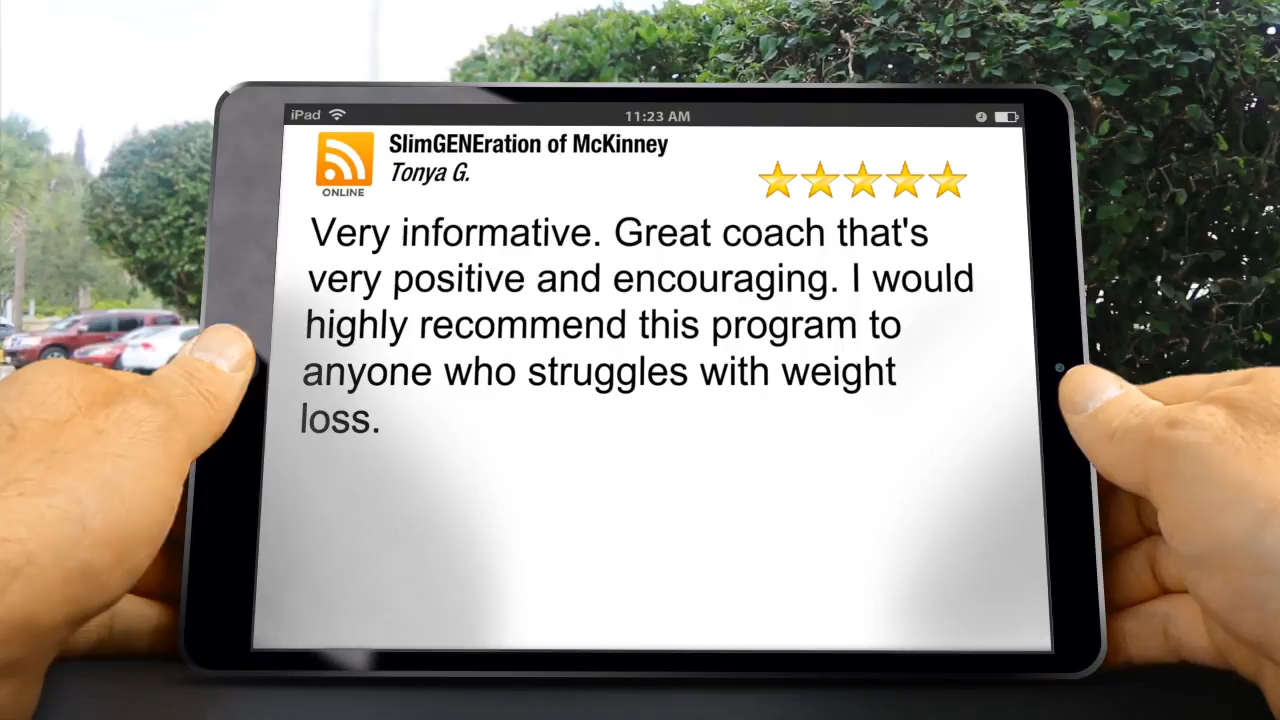 iPad
11:23 AM
SlimGENEration of McKinney
Tonya G.
ONLINE
Very informative. Great coach that's
very positive and encouraging. I would
highly recommend this program to
anyone who struggles with weight
loss.